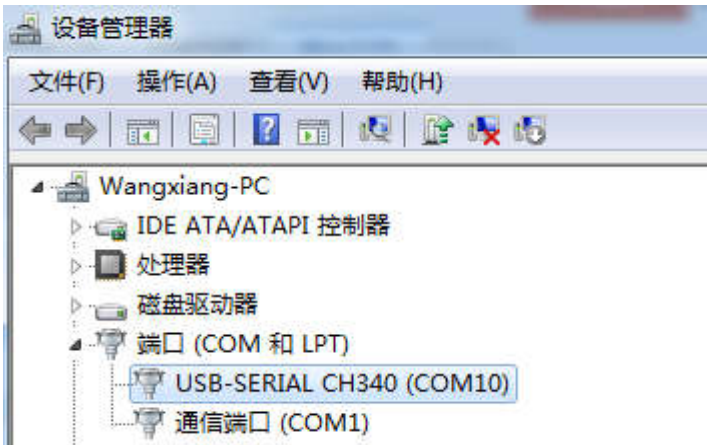 设备管理器
文件(F) 操作(A) 查看(V) 帮助(H)
Wangxiang-PC
IDE ATA/ATAPI 控制器
处理器
磁盘驱动器
端口 (COM 和 LPT)
USB-SERIAL CH340 (COM10)
通信端口 (COM1)